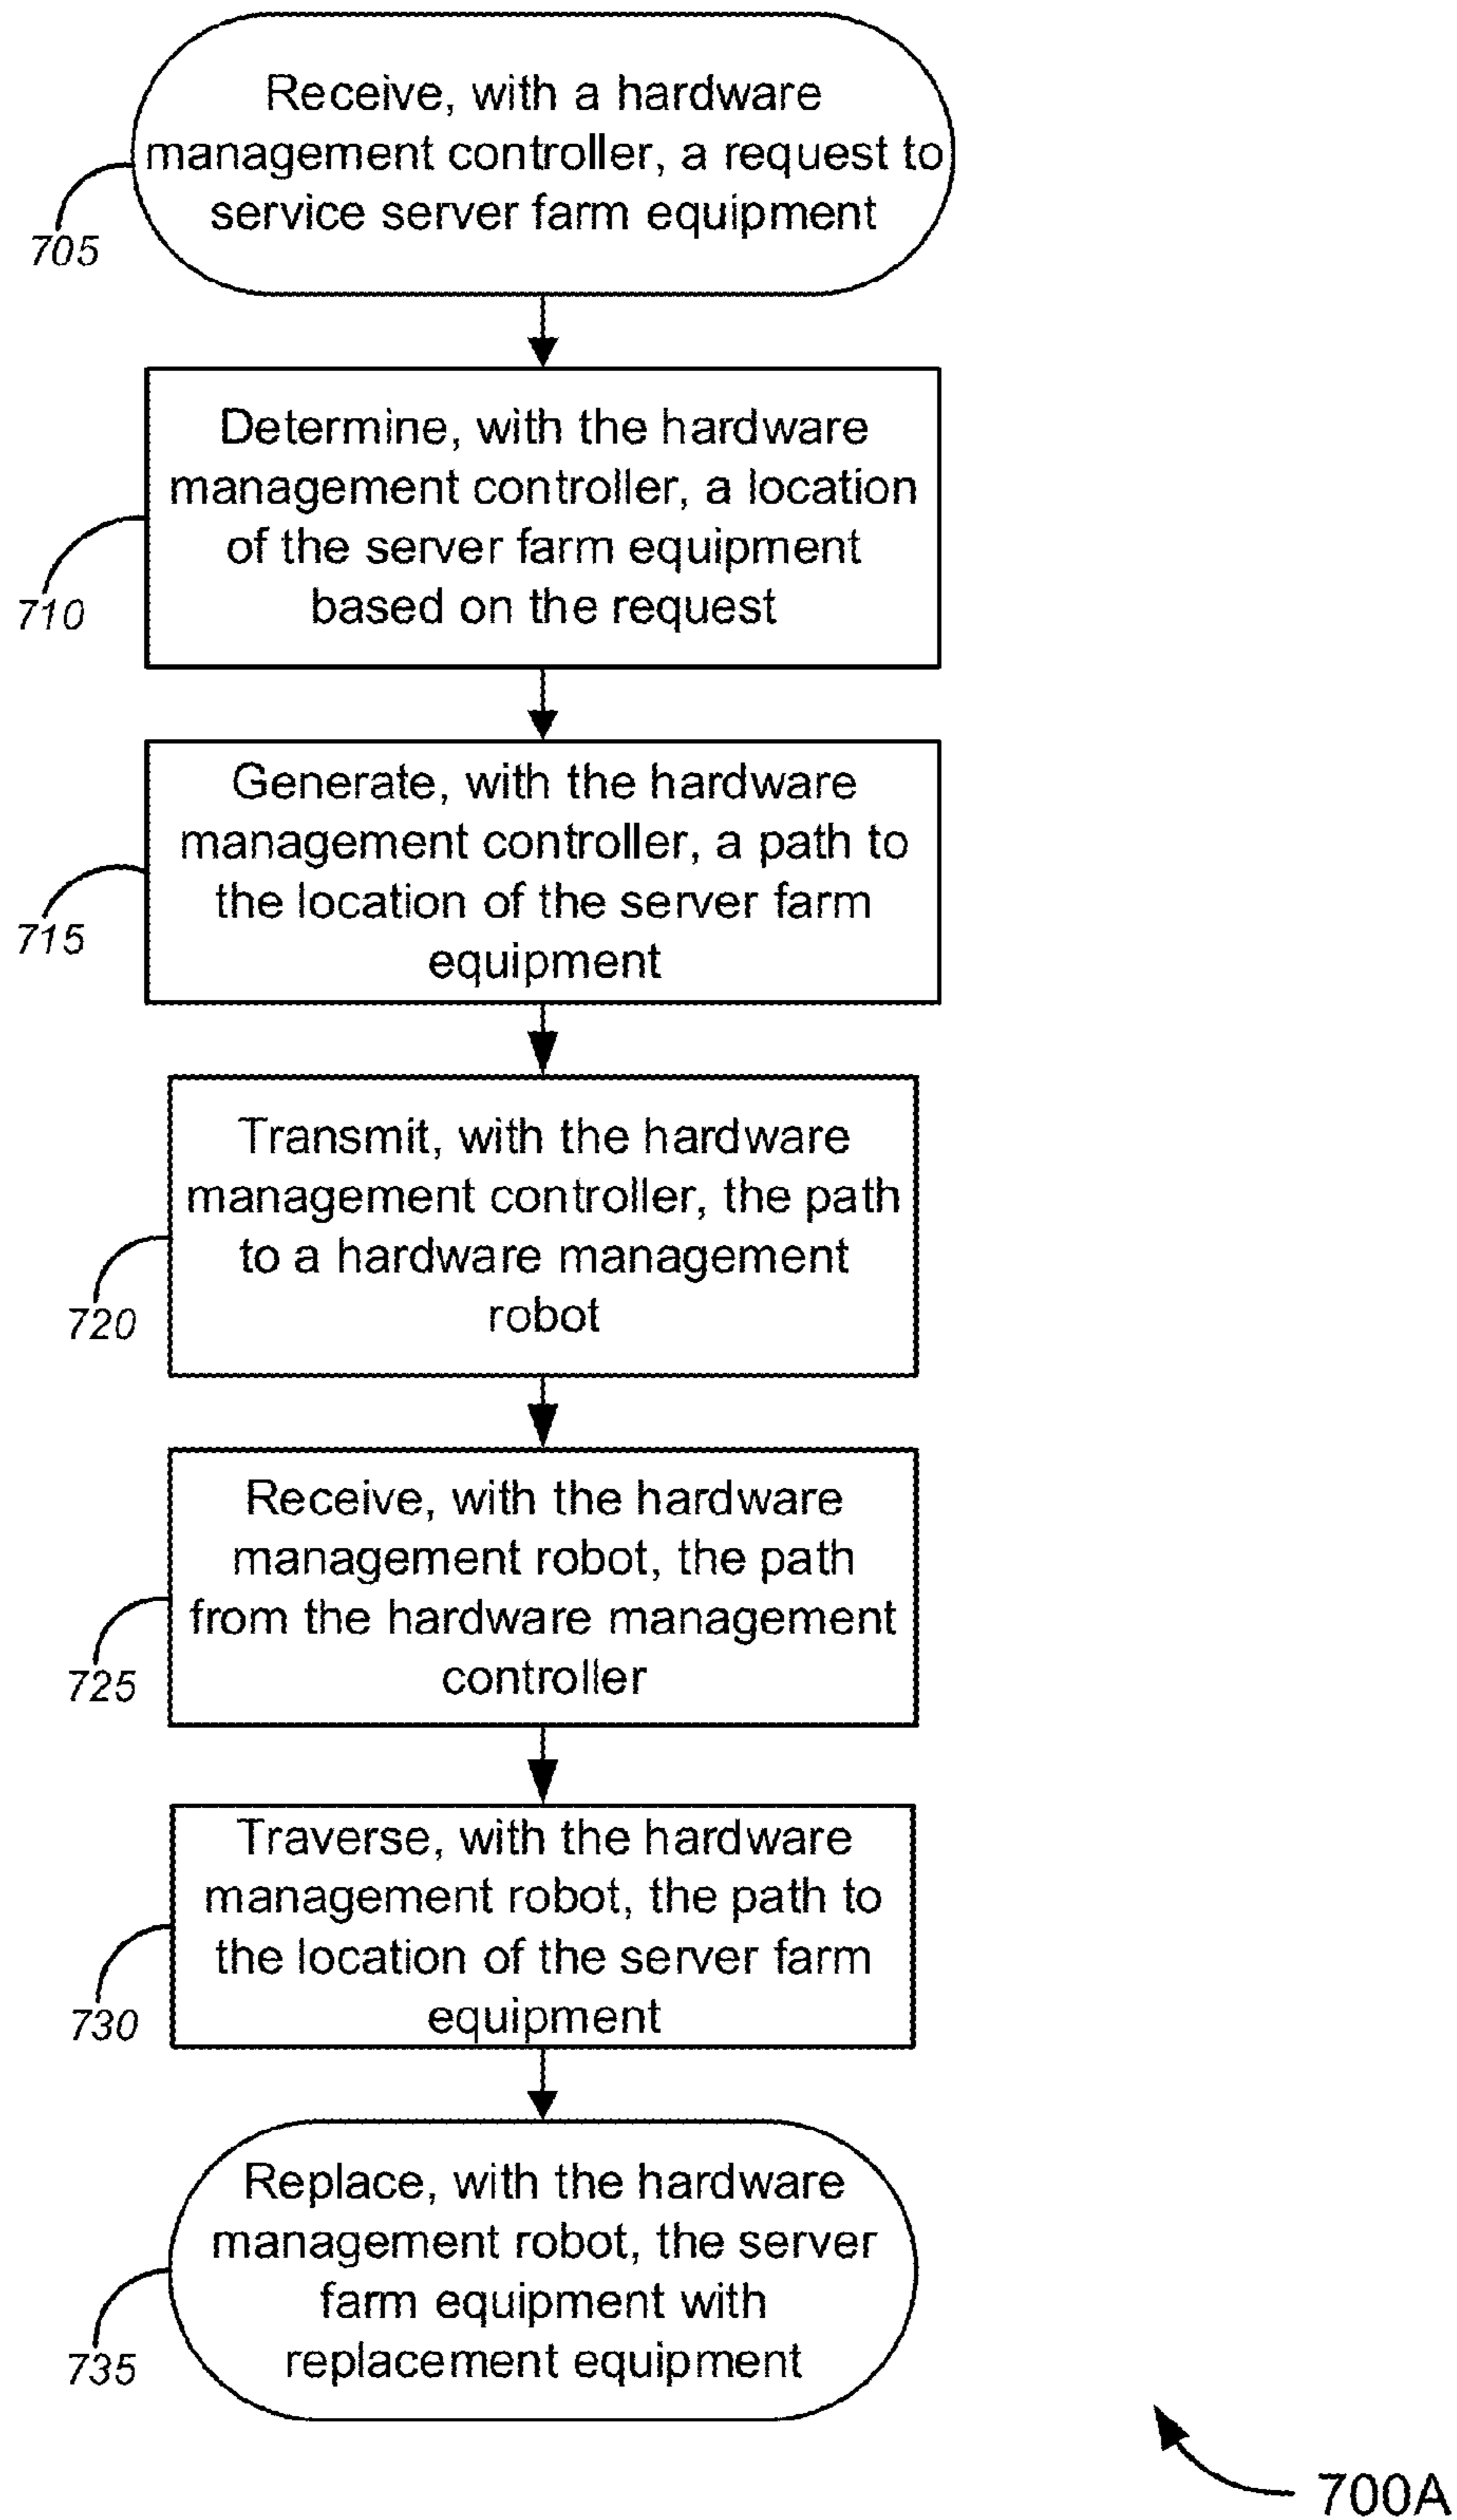 Receive, with a hardware
management controller, a request to
service server farm equipment
705
Determine, with the hardware
management controller, a location
of the server farm equipment
based on the request
710
Generate, with the hardware
management controller, a path to
the location of the server farm
equipment
715
Transmit, with the hardware
management controller, the path
to a hardware management
robot
720
Receive, with the hardware
management robot, the path
from the hardware management
controller
725
Traverse, with the hardware
management robot, the path to
the location of the server farm
equipment
730
Replace, with the hardware
management robot, the server
farm equipment with
replacement equipment
735
700A